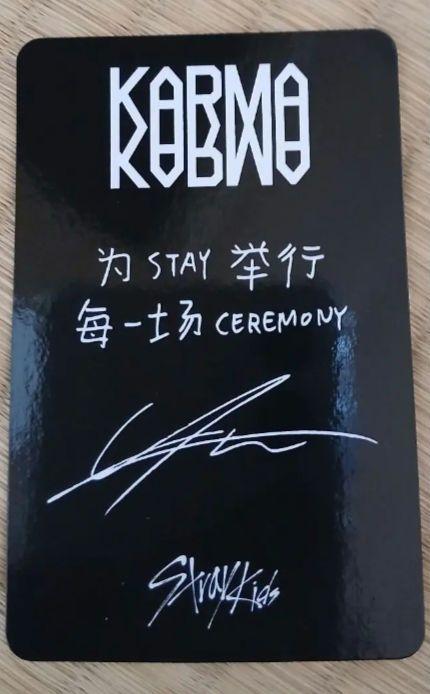 KARMA
为 STAY 举行
每一场 CEREMONY
Stray Kids